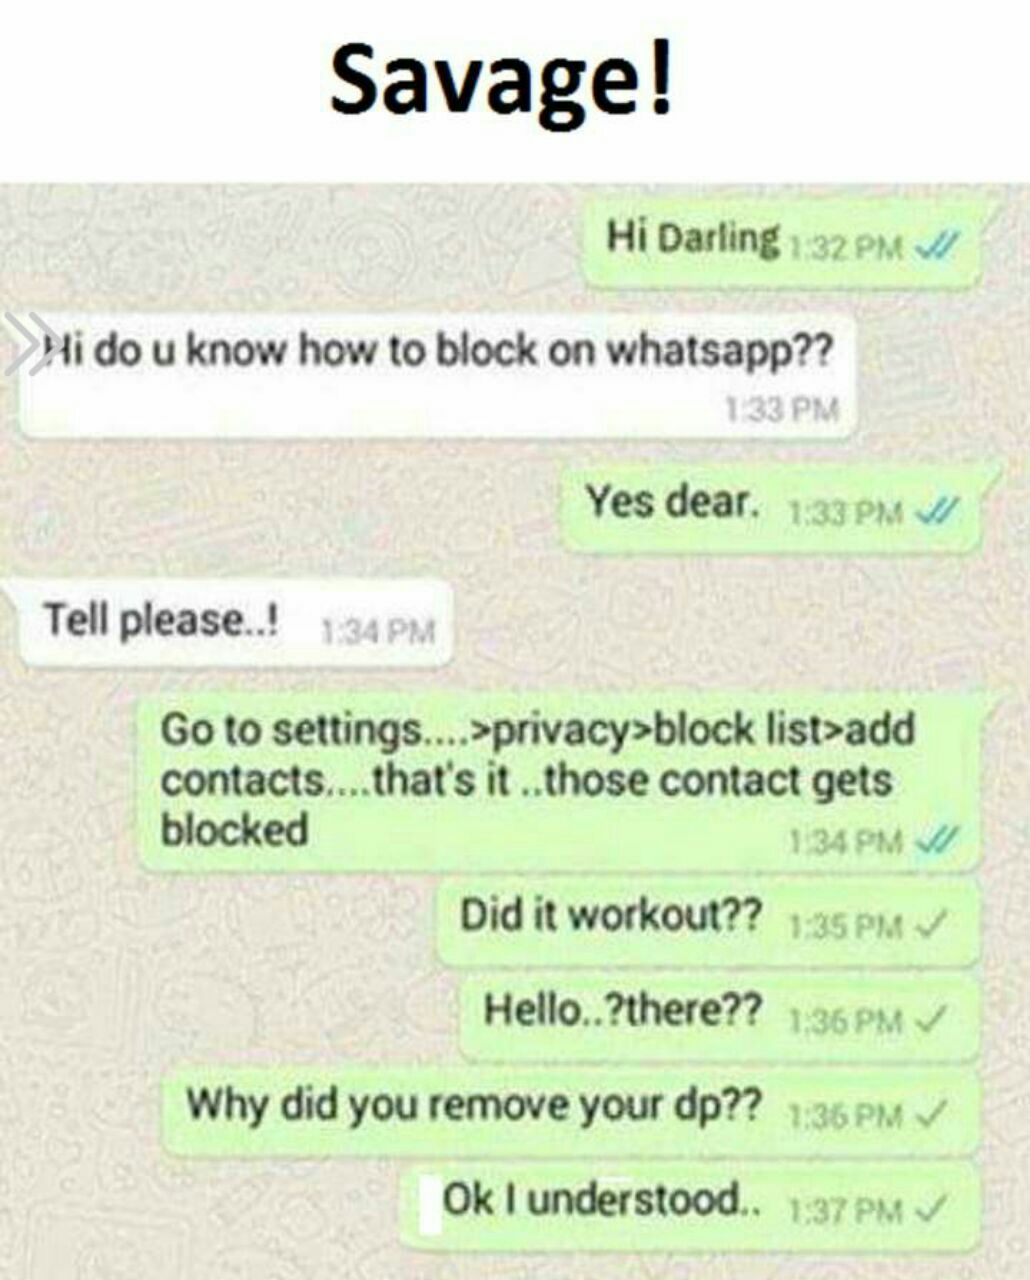 Savage!
Hi Darling 1:32 PM
Hi do u know how to block on whatsapp??
1:33 PM
Yes dear. 1:33 PM
Tell please..! 1:34 PM
Go to settings....>privacy>block list>add
contacts....that's it ..those contact gets
blocked 1:34 PM
Did it workout?? 1:35 PM
Hello..?there?? 1:36 PM
Why did you remove your dp?? 1:36 PM
Ok I understood.. 1:37 PM